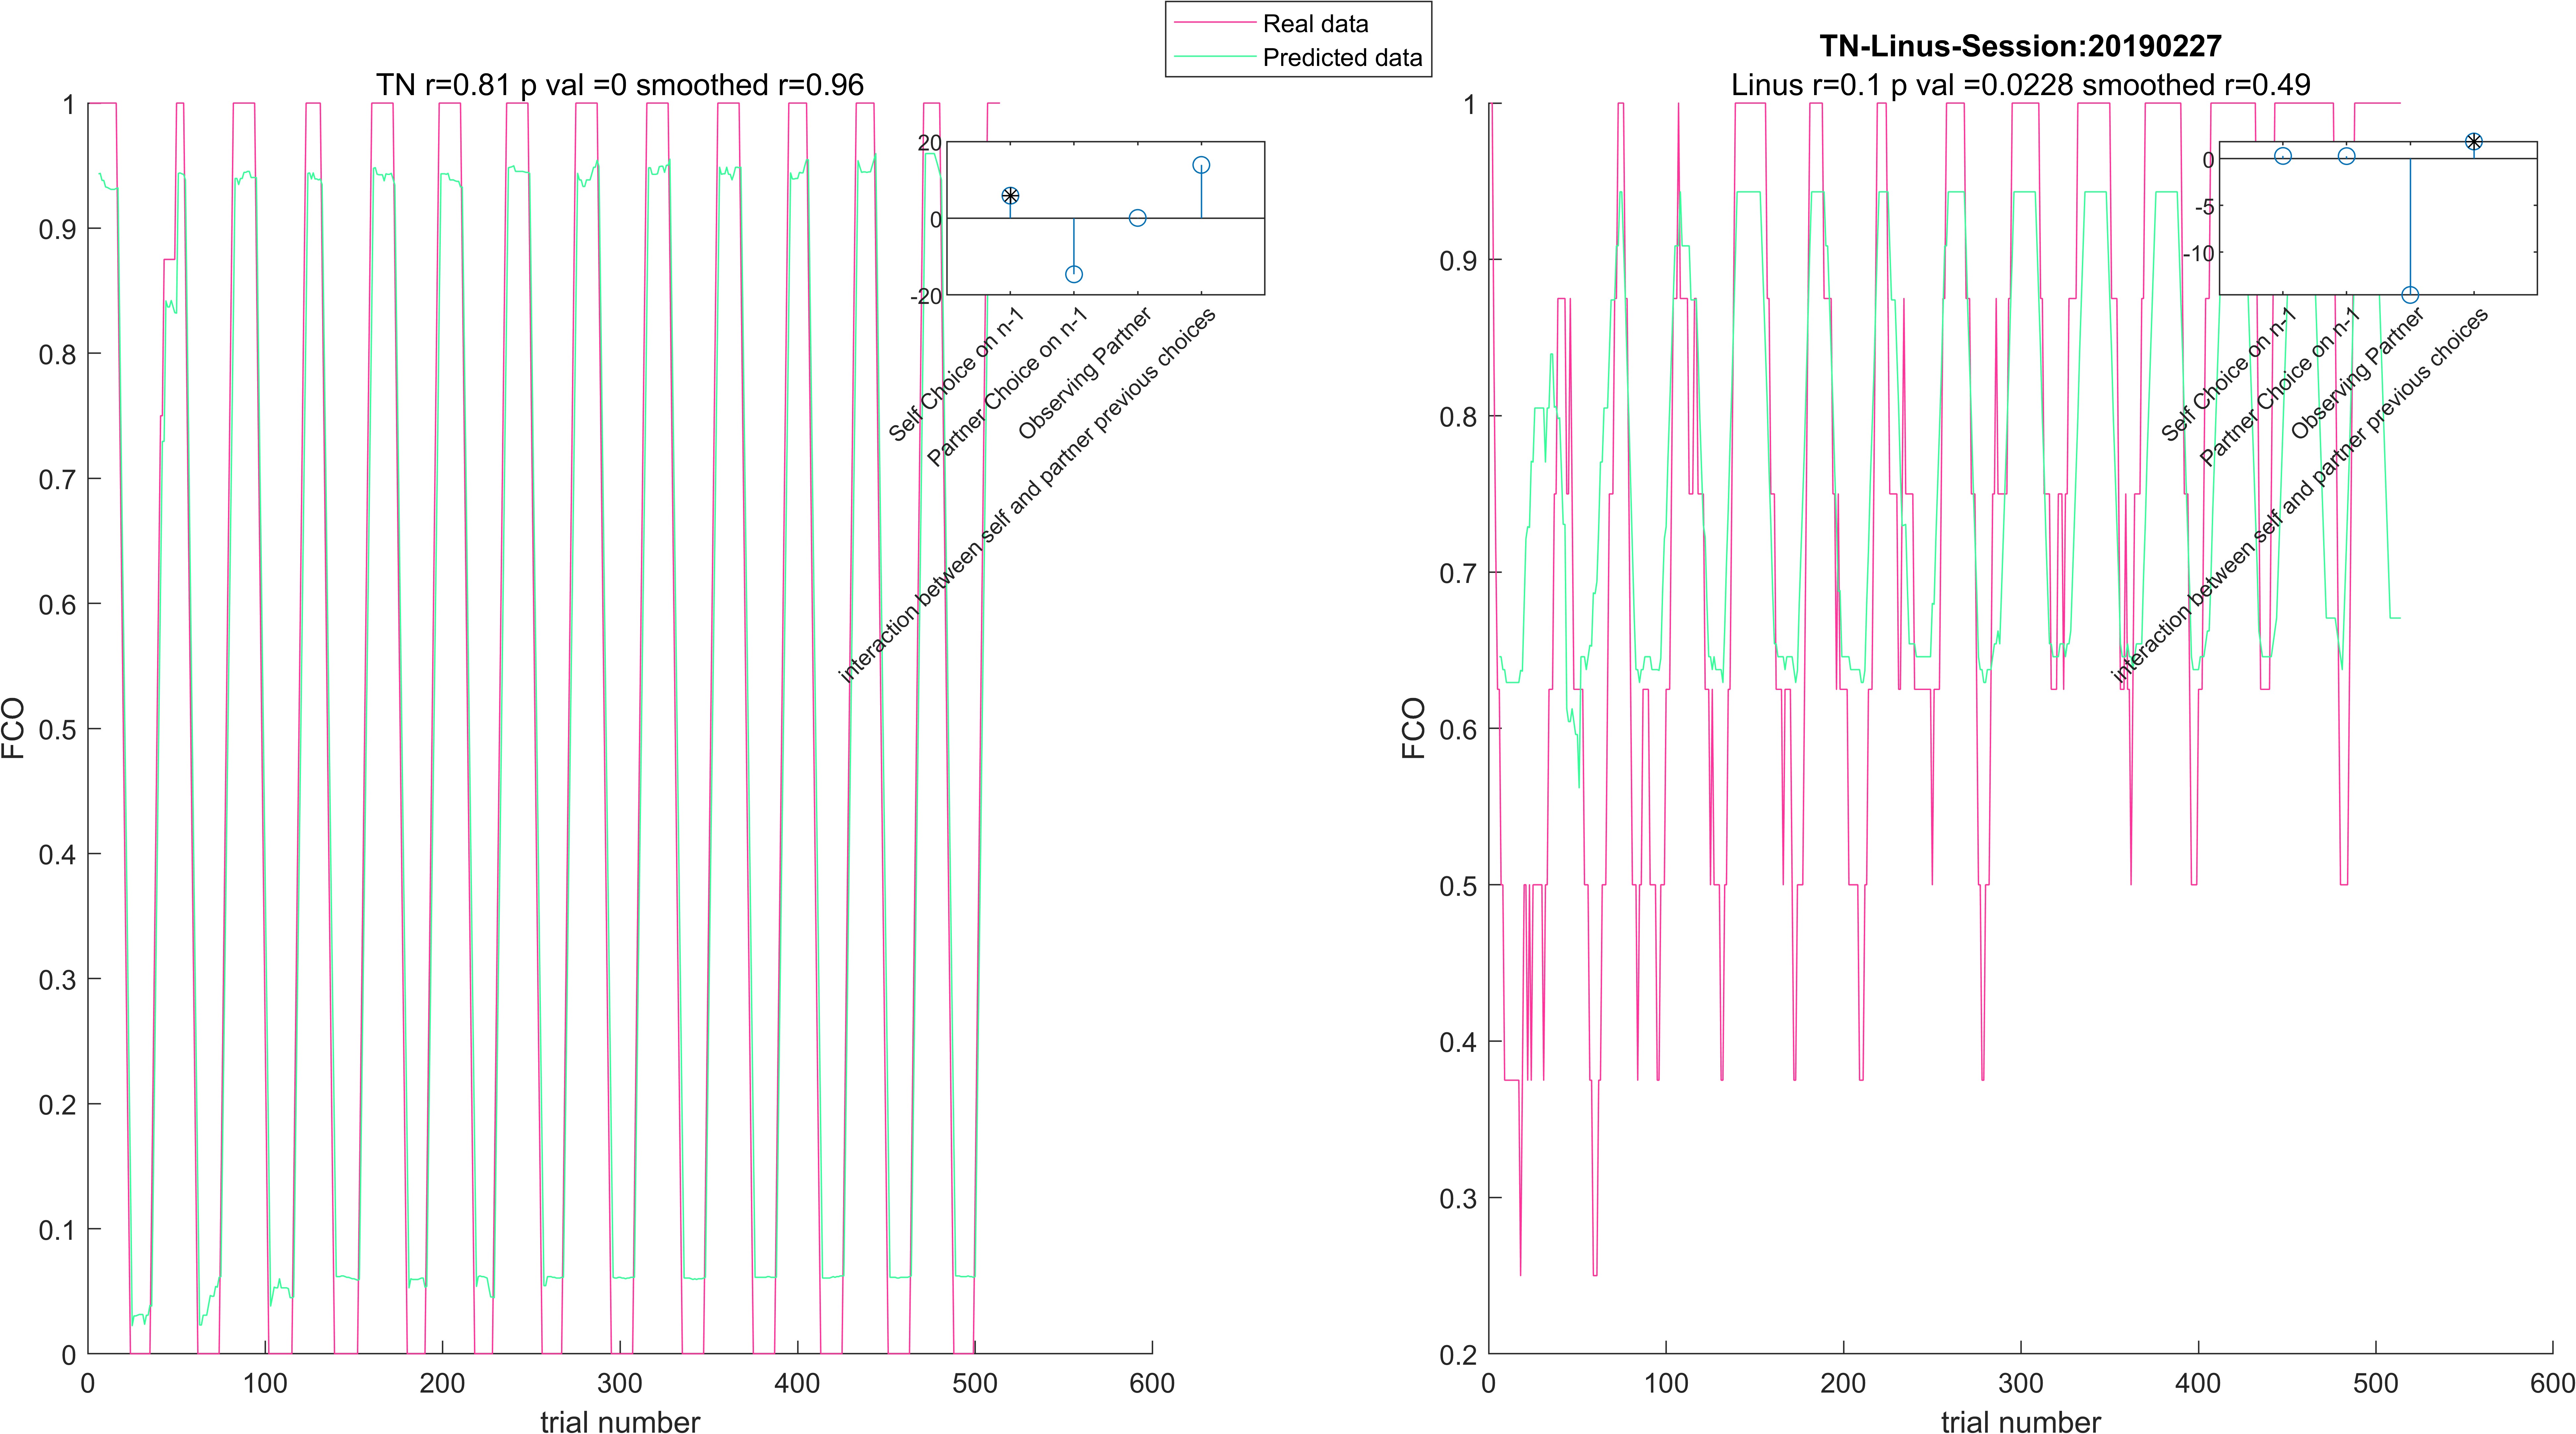 Real data
Predicted data
TN r=0.81 p val =0 smoothed r=0.96
FCO
1
0.9
0.8
0.7
0.6
0.5
0.4
0.3
0.2
0.1
0
0
100
200
300
400
500
600
trial number
20
0
-20
Self Choice on n-1
Partner Choice on n-1
Observing Partner
interaction between self and partner previous choices
TN-Linus-Session:20190227
Linus r=0.1 p val =0.0228 smoothed r=0.49
FCO
1
0.9
0.8
0.7
0.6
0.5
0.4
0.3
0.2
0
100
200
300
400
500
600
trial number
0
-5
-10
Self Choice on n-1
Partner Choice on n-1
Observing Partner
interaction between self and partner previous choices